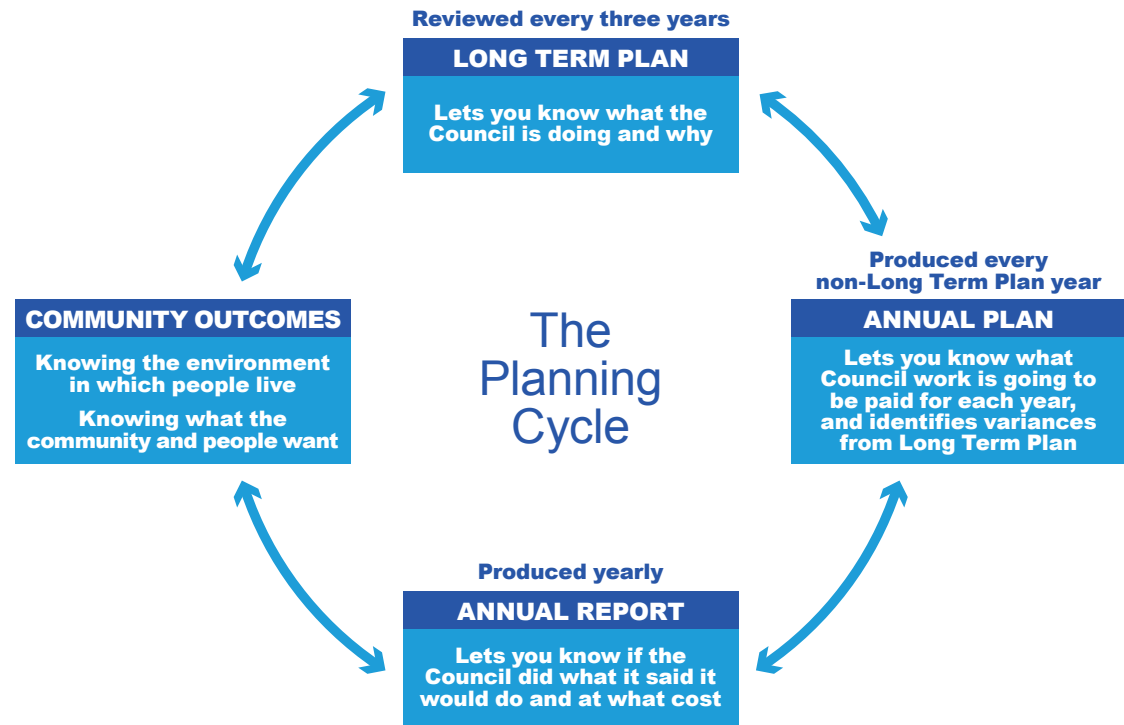 Reviewed every three years
LONG TERM PLAN
Lets you know what the
Council is doing and why
Produced every
non-Long Term Plan year
ANNUAL PLAN
Lets you know what
Council work is going to
be paid for each year,
and identifies variances
from Long Term Plan
COMMUNITY OUTCOMES
Knowing the environment
in which people live
Knowing what the
community and people want
The
Planning
Cycle
Produced yearly
ANNUAL REPORT
Lets you know if the
Council did what it said it
would do and at what cost